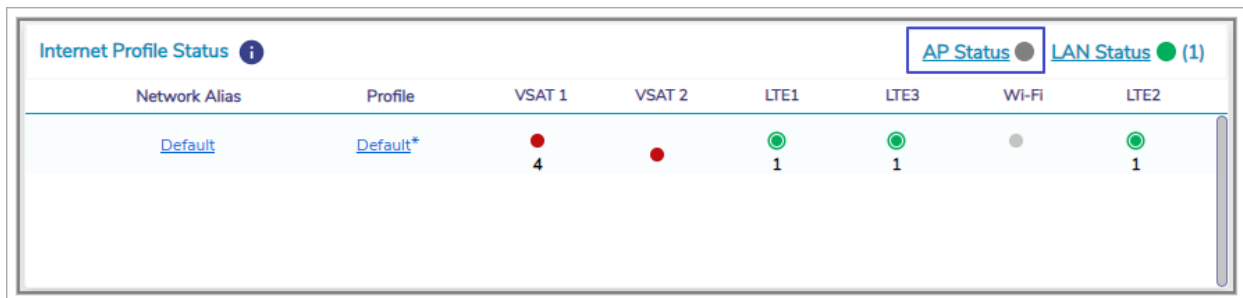 Internet Profile Status i AP Status LAN Status (1)
Network Alias Profile VSAT 1 VSAT 2 LTE1 LTE3 Wi-Fi LTE2
Default Default* 
4 1 1 1